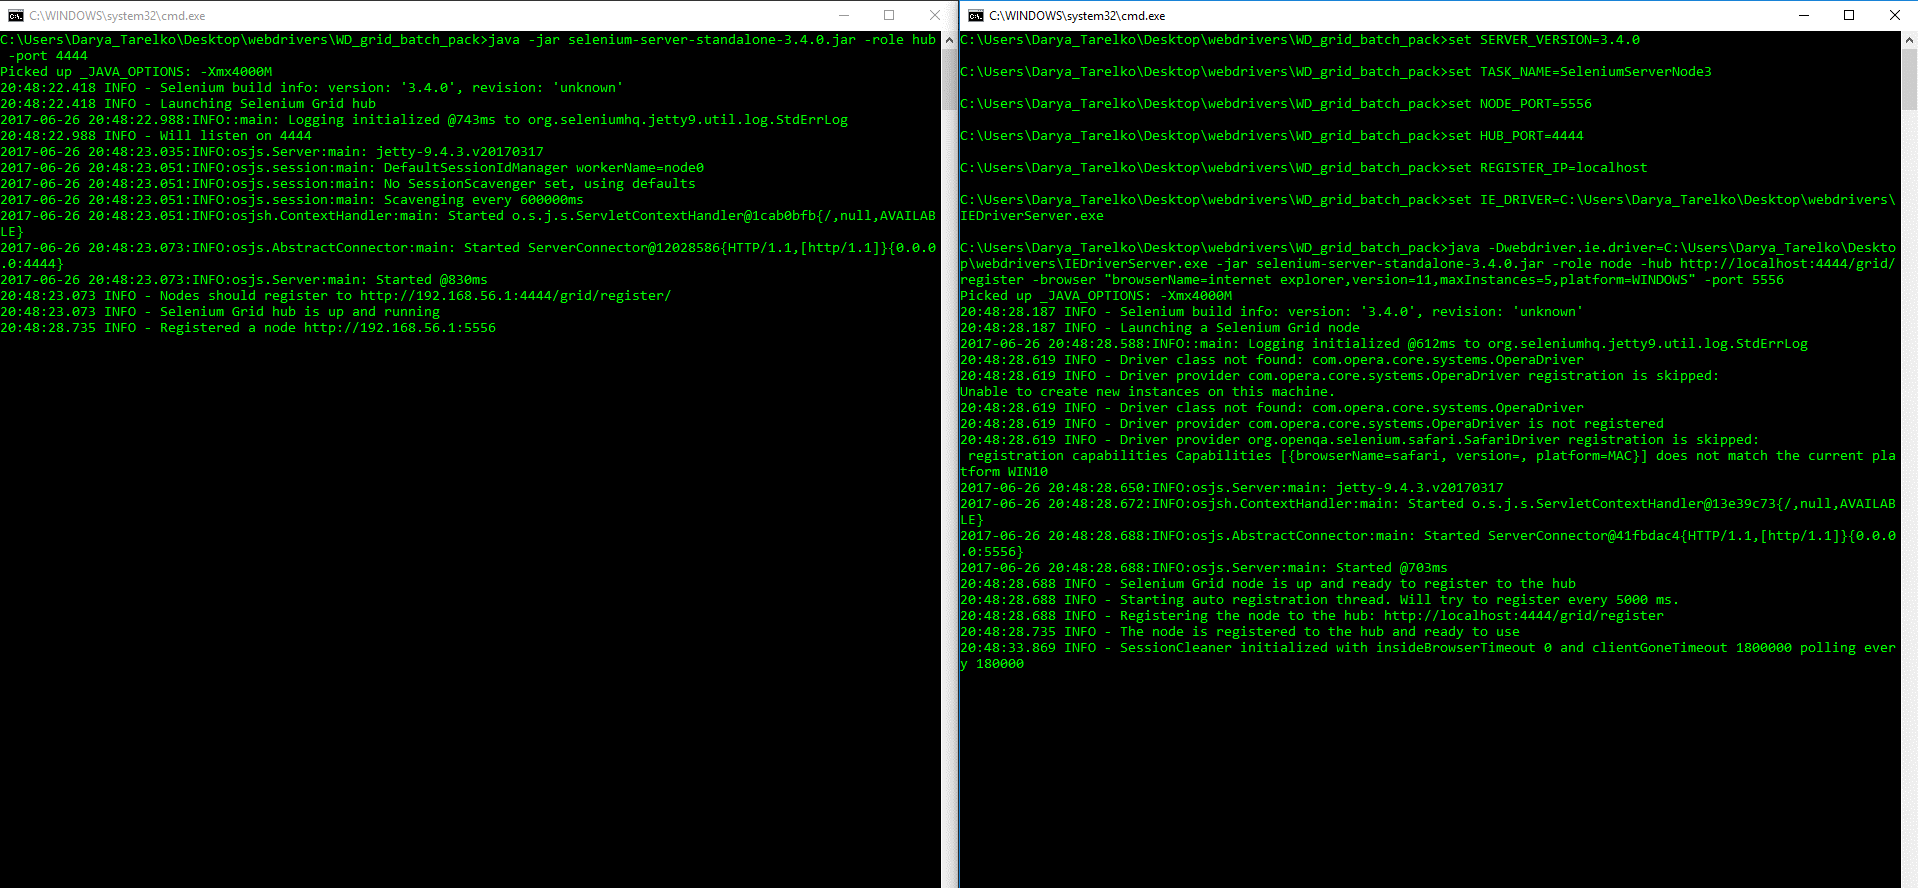 C:\WINDOWS\system32\cmd.exe
C:\Users\Darya_Tarelko\Desktop\webdrivers\WD_grid_batch_pack>java -jar selenium-server-standalone-3.4.0.jar -role hub
 -port 4444
Picked up _JAVA_OPTIONS: -Xmx4000M
20:48:22.418 INFO - Selenium build info: version: '3.4.0', revision: 'unknown'
20:48:22.418 INFO - Launching Selenium Grid hub
2017-06-26 20:48:22.988:INFO::main: Logging initialized @743ms to org.seleniumhq.jetty9.util.log.StdErrLog
20:48:22.988 INFO - Will listen on 4444
2017-06-26 20:48:23.035:INFO:osjs.Server:main: jetty-9.4.3.v20170317
2017-06-26 20:48:23.051:INFO:osjs.session:main: DefaultSessionIdManager workerName=node0
2017-06-26 20:48:23.051:INFO:osjs.session:main: No SessionScavenger set, using defaults
2017-06-26 20:48:23.051:INFO:osjs.session:main: Scavenging every 600000ms
2017-06-26 20:48:23.051:INFO:osjsh.ContextHandler:main: Started o.s.j.s.ServletContextHandler@1cab0bfb{/,null,AVAILAB
LE}
2017-06-26 20:48:23.073:INFO:osjs.AbstractConnector:main: Started ServerConnector@12028586{HTTP/1.1,[http/1.1]}{0.0.0
.0:4444}
2017-06-26 20:48:23.073:INFO:osjs.Server:main: Started @830ms
20:48:23.073 INFO - Nodes should register to http://192.168.56.1:4444/grid/register/
20:48:23.073 INFO - Selenium Grid hub is up and running
20:48:28.735 INFO - Registered a node http://192.168.56.1:5556
C:\WINDOWS\system32\cmd.exe
C:\Users\Darya_Tarelko\Desktop\webdrivers\WD_grid_batch_pack>set SERVER_VERSION=3.4.0
C:\Users\Darya_Tarelko\Desktop\webdrivers\WD_grid_batch_pack>set TASK_NAME=SeleniumServerNode3
C:\Users\Darya_Tarelko\Desktop\webdrivers\WD_grid_batch_pack>set NODE_PORT=5556
C:\Users\Darya_Tarelko\Desktop\webdrivers\WD_grid_batch_pack>set HUB_PORT=4444
C:\Users\Darya_Tarelko\Desktop\webdrivers\WD_grid_batch_pack>set REGISTER_IP=localhost
C:\Users\Darya_Tarelko\Desktop\webdrivers\WD_grid_batch_pack>set IE_DRIVER=C:\Users\Darya_Tarelko\Desktop\webdrivers\
IEDriverServer.exe
C:\Users\Darya_Tarelko\Desktop\webdrivers\WD_grid_batch_pack>java -Dwebdriver.ie.driver=C:\Users\Darya_Tarelko\Deskto
p\webdrivers\IEDriverServer.exe -jar selenium-server-standalone-3.4.0.jar -role node -hub http://localhost:4444/grid/
register -browser "browserName=internet explorer,version=11,maxInstances=5,platform=WINDOWS" -port 5556
Picked up _JAVA_OPTIONS: -Xmx4000M
20:48:28.187 INFO - Selenium build info: version: '3.4.0', revision: 'unknown'
20:48:28.187 INFO - Launching a Selenium Grid node
2017-06-26 20:48:28.588:INFO::main: Logging initialized @612ms to org.seleniumhq.jetty9.util.log.StdErrLog
20:48:28.619 INFO - Driver class not found: com.opera.core.systems.OperaDriver
20:48:28.619 INFO - Driver provider com.opera.core.systems.OperaDriver registration is skipped:
Unable to create new instances on this machine.
20:48:28.619 INFO - Driver class not found: com.opera.core.systems.OperaDriver
20:48:28.619 INFO - Driver provider com.opera.core.systems.OperaDriver is not registered
20:48:28.619 INFO - Driver provider org.openqa.selenium.safari.SafariDriver registration is skipped:
 registration capabilities Capabilities [{browserName=safari, version=, platform=MAC}] does not match the current pla
tform WIN10
2017-06-26 20:48:28.650:INFO:osjs.Server:main: jetty-9.4.3.v20170317
2017-06-26 20:48:28.672:INFO:osjsh.ContextHandler:main: Started o.s.j.s.ServletContextHandler@13e39c73{/,null,AVAILAB
LE}
2017-06-26 20:48:28.688:INFO:osjs.AbstractConnector:main: Started ServerConnector@41fbdac4{HTTP/1.1,[http/1.1]}{0.0.0
.0:5556}
2017-06-26 20:48:28.688:INFO:osjs.Server:main: Started @703ms
20:48:28.688 INFO - Selenium Grid node is up and ready to register to the hub
20:48:28.688 INFO - Starting auto registration thread. Will try to register every 5000 ms.
20:48:28.688 INFO - Registering the node to the hub: http://localhost:4444/grid/register
20:48:28.735 INFO - The node is registered to the hub and ready to use
20:48:33.869 INFO - SessionCleaner initialized with insideBrowserTimeout 0 and clientGoneTimeout 1800000 polling ever
y 180000